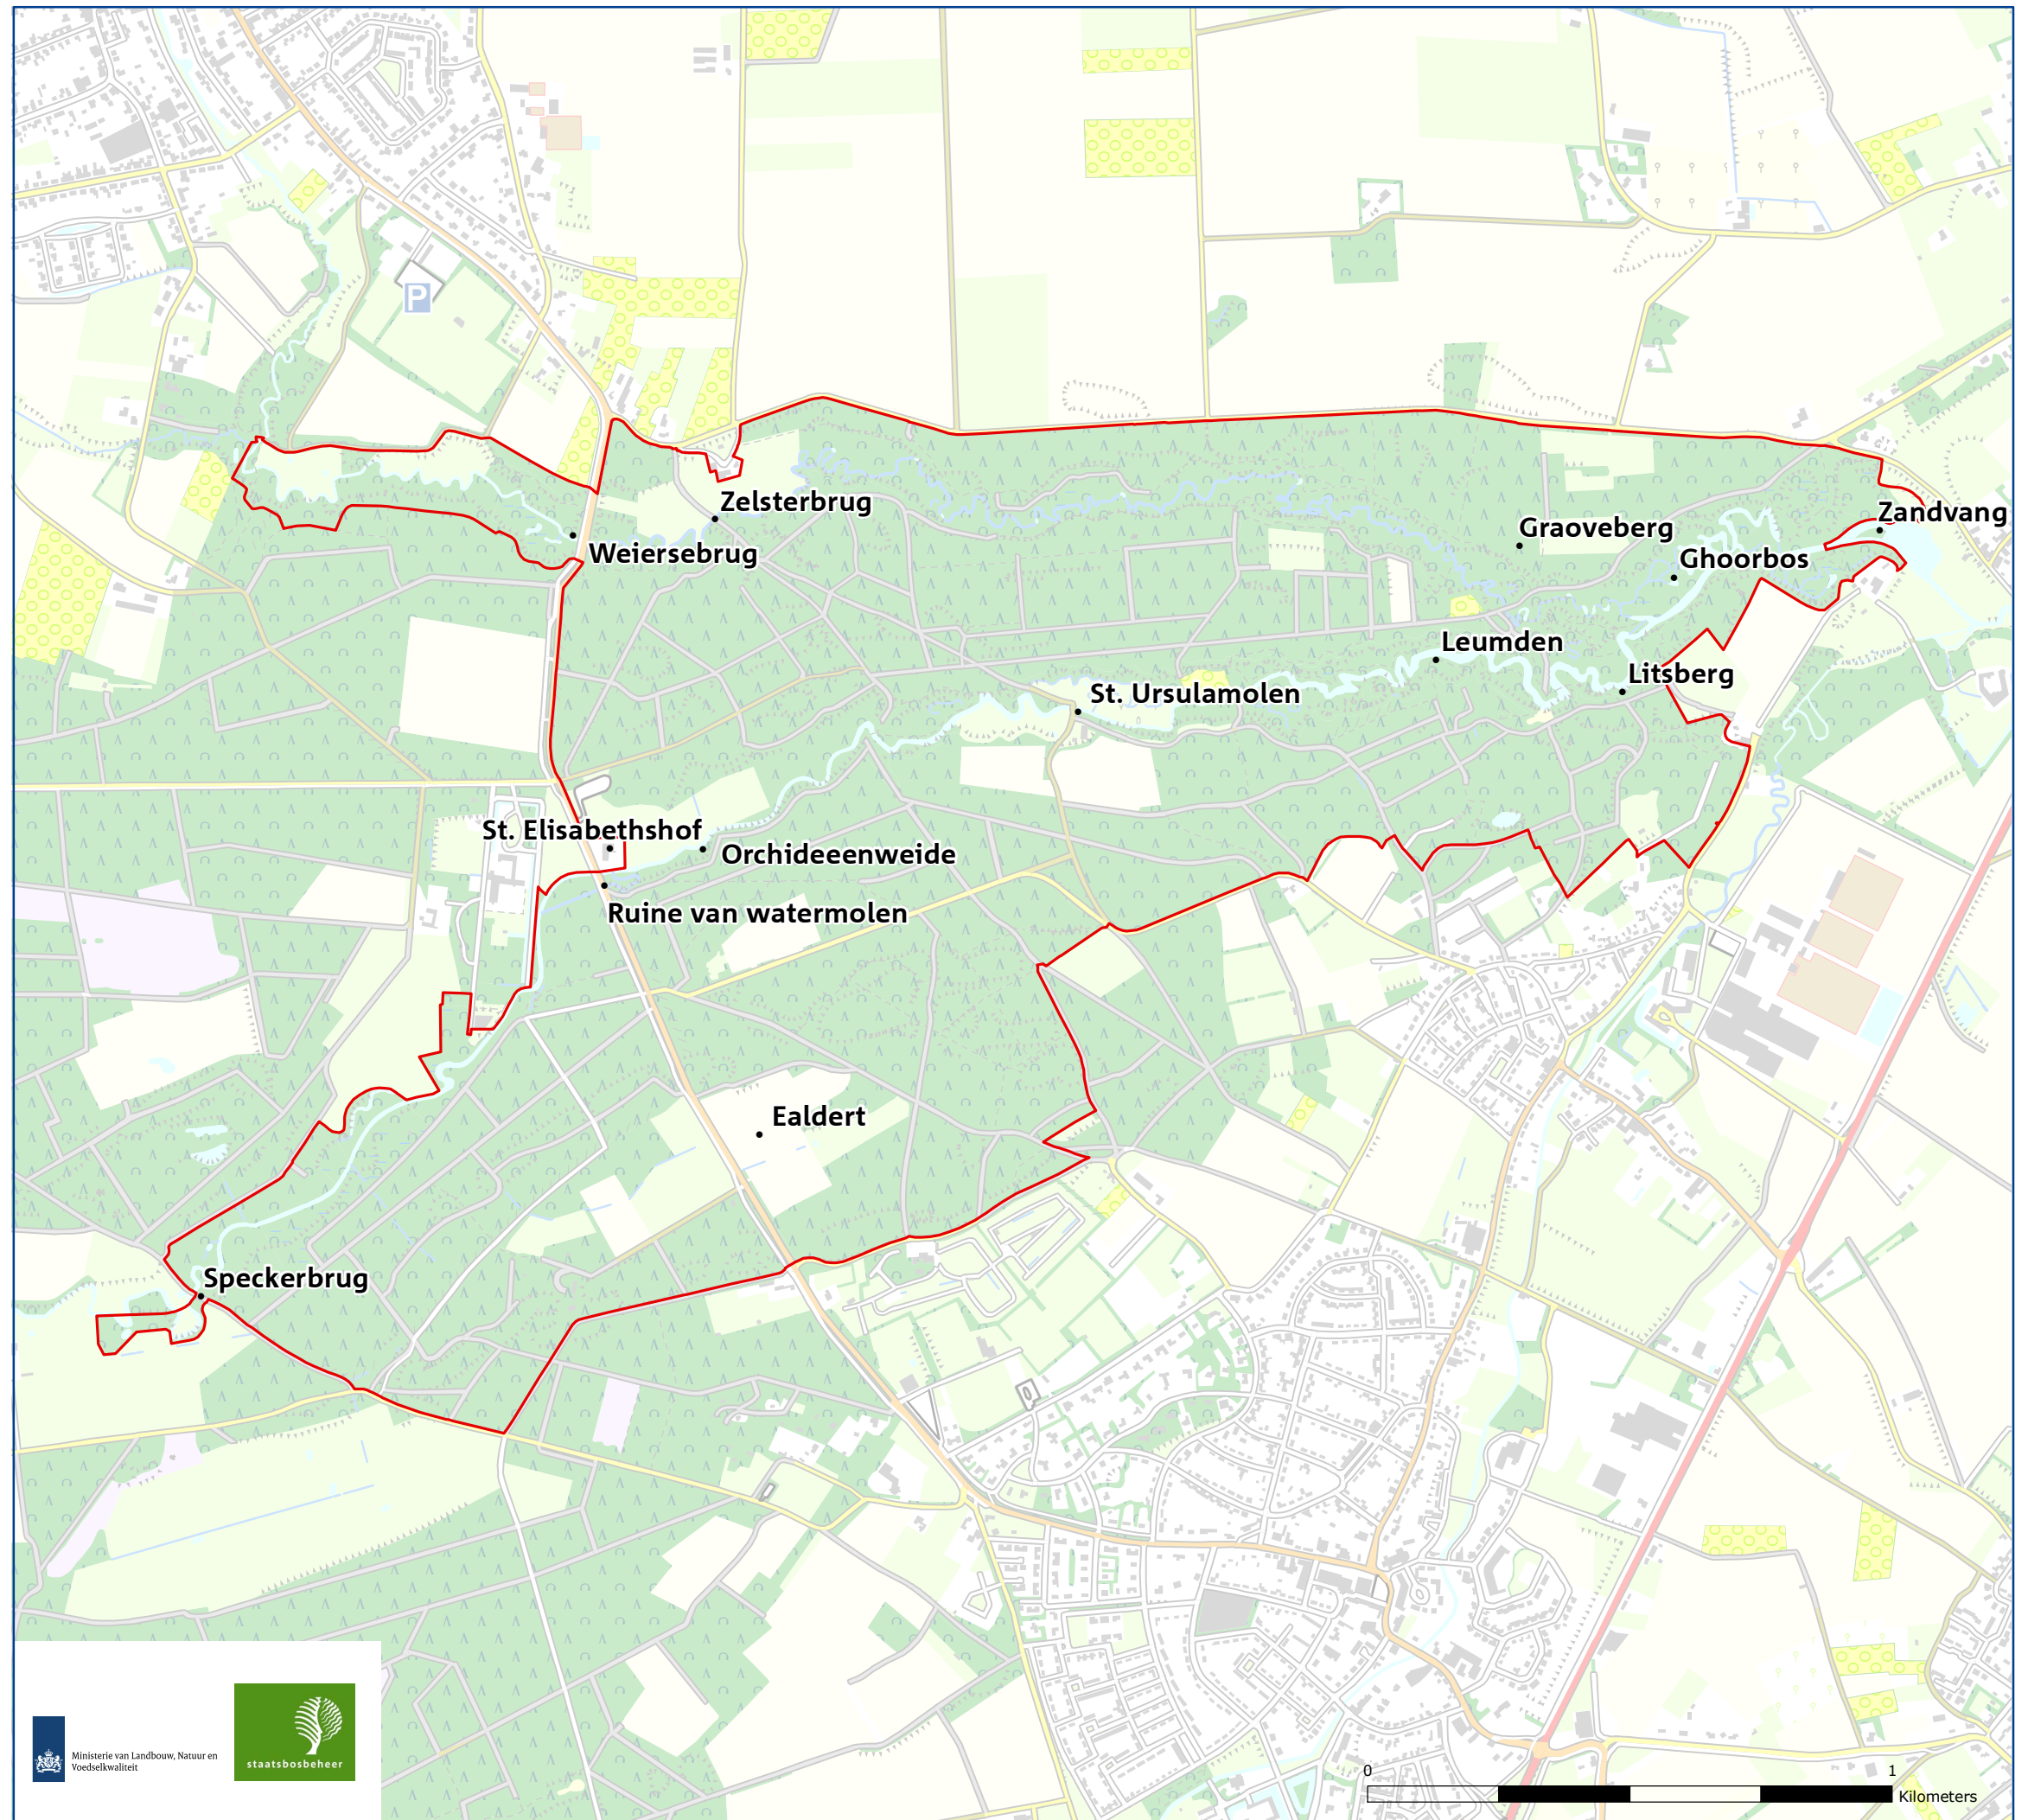 P
Zelsterbrug
Zandvang
Graoveberg
Weiersebrug
Ghoorbos
Leumden
Litsberg
St. Ursulamolen
St. Elisabethshof
Orchideeenweide
Ruine van watermolen
Ealdert
Speckerbrug
Ministerie van Landbouw, Natuur en
Voedselkwaliteit
staatsbosbeheer
0 1
Kilometers